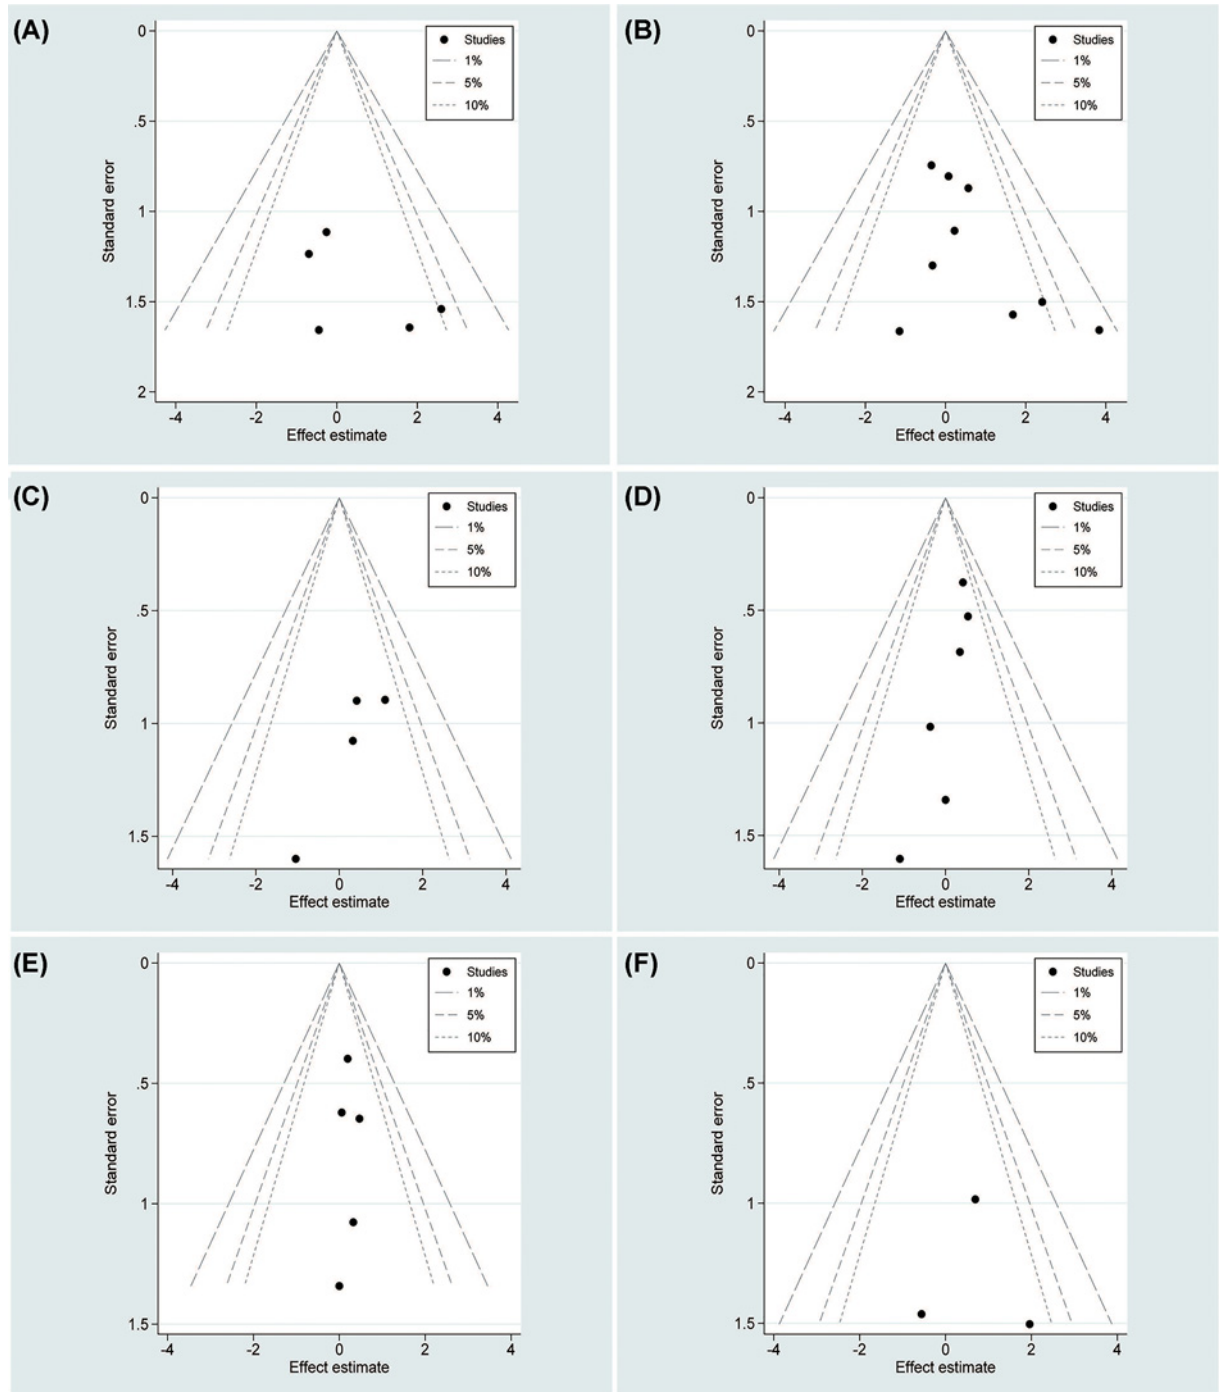 (A)
Studies
1%
5%
10%
0
.5
1
1.5
2
Standard error
-4 -2 0 2 4
Effect estimate
(B)
Studies
1%
5%
10%
0
.5
1
1.5
2
Standard error
-4 -2 0 2 4
Effect estimate
(C)
Studies
1%
5%
10%
0
.5
1
1.5
Standard error
-4 -2 0 2 4
Effect estimate
(D)
Studies
1%
5%
10%
0
.5
1
1.5
Standard error
-4 -2 0 2 4
Effect estimate
(E)
Studies
1%
5%
10%
0
.5
1
1.5
Standard error
-4 -2 0 2 4
Effect estimate
(F)
Studies
1%
5%
10%
0
.5
1
1.5
Standard error
-4 -2 0 2 4
Effect estimate